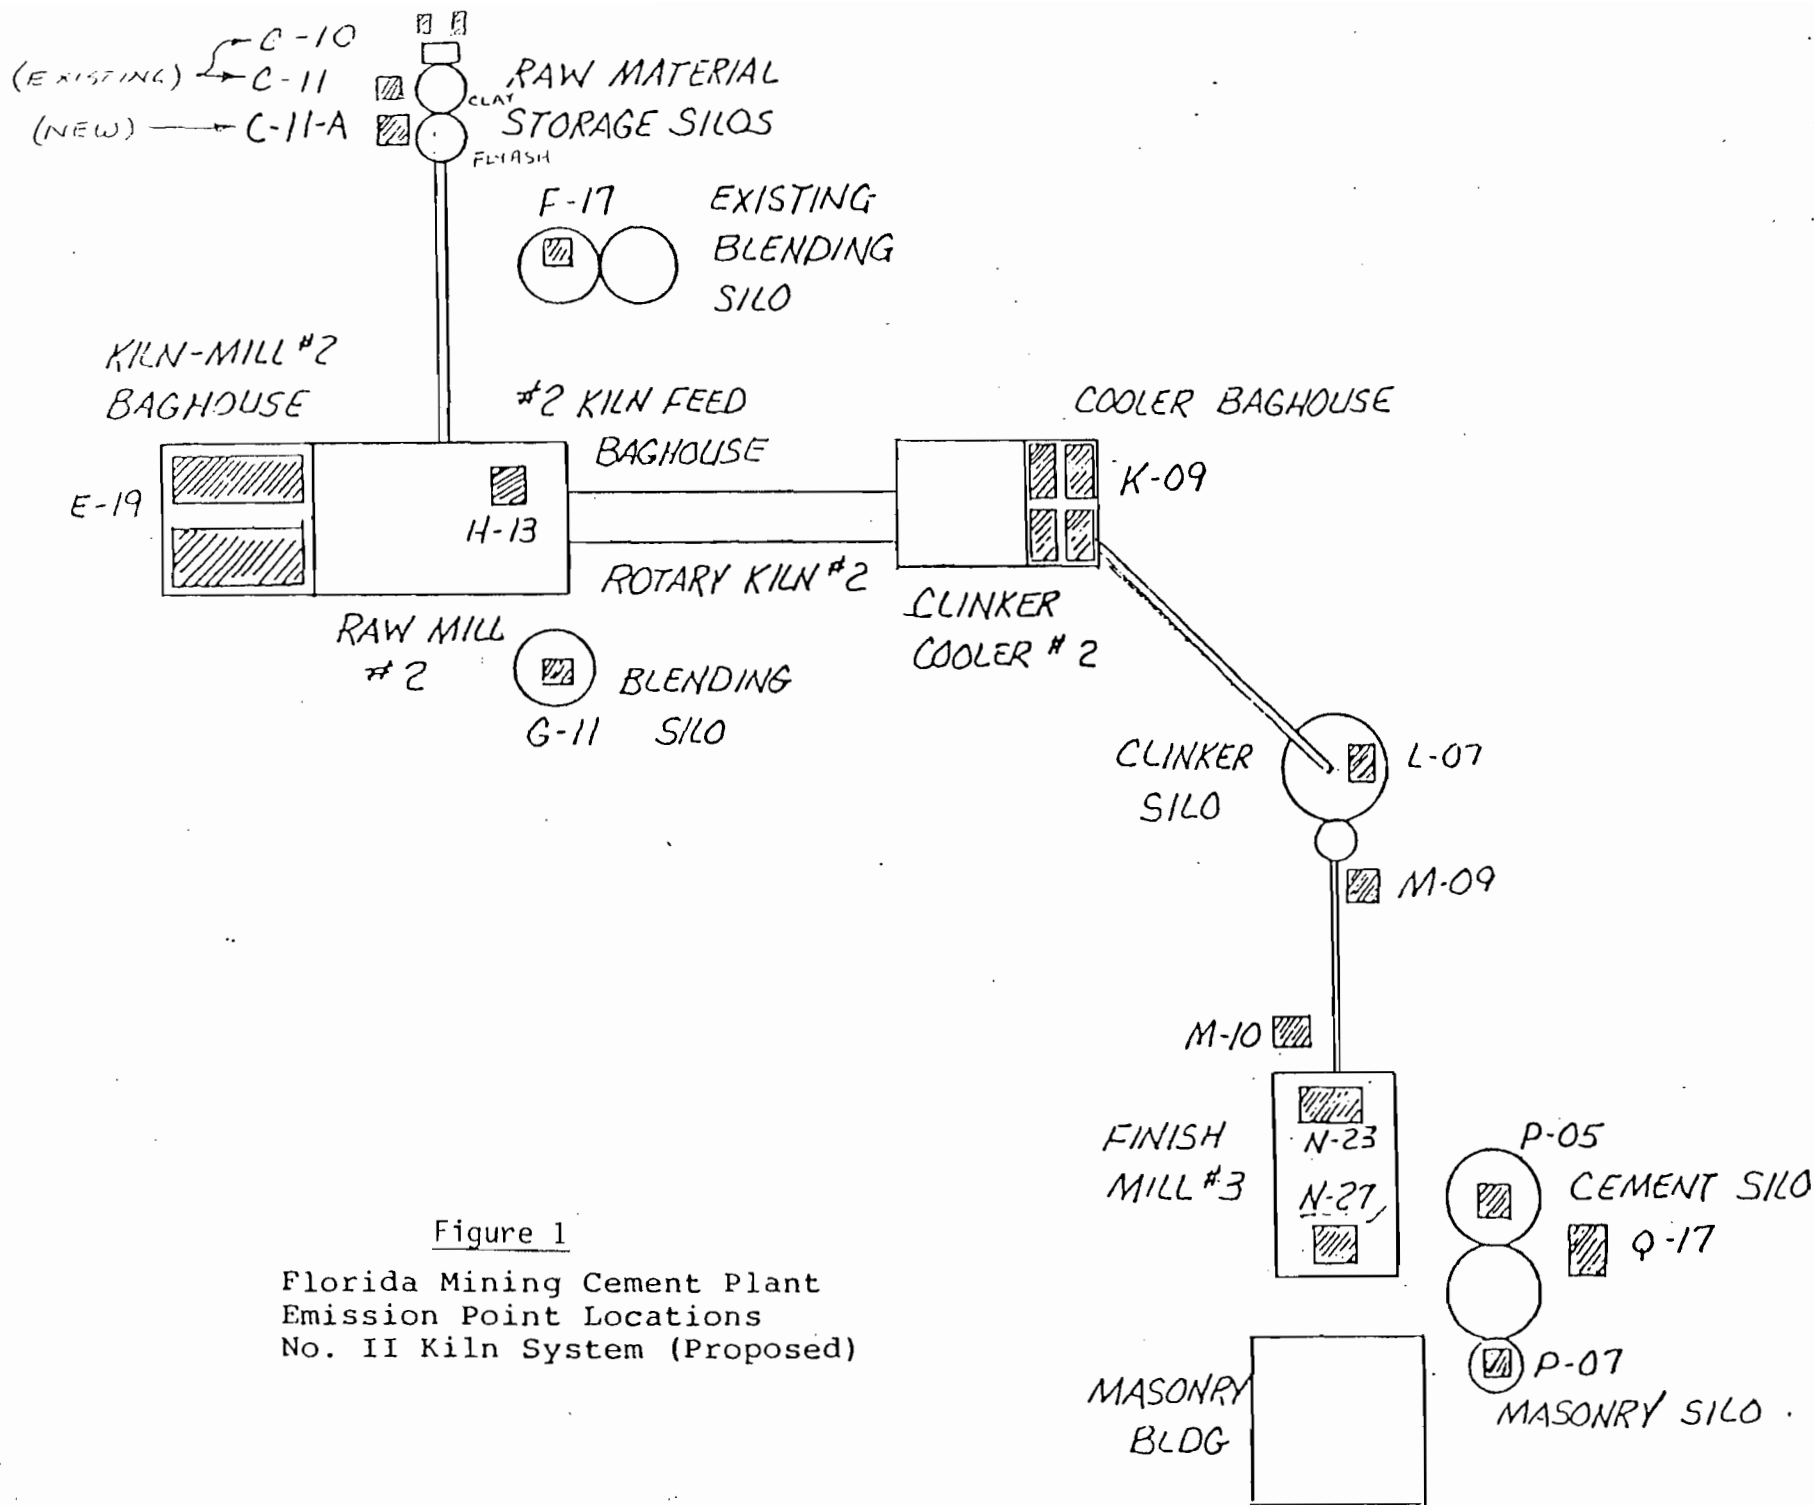 C-10
(EXISTING) C-11
(NEW) C-11-A
RAW MATERIAL
STORAGE SILOS
CLAY
FLYASH
F-17
EXISTING
BLENDING
SILO
KILN-MILL #2
BAGHOUSE
#2 KILN FEED
BAGHOUSE
COOLER BAGHOUSE
E-19
H-13
K-09
ROTARY KILN #2
RAW MILL
#2
CLINKER
COOLER #2
BLENDING
SILO
G-11
CLINKER
SILO
L-07
M-09
M-10
FINISH
MILL #3
N-23
N-27
P-05
CEMENT SILO
Q-17
P-07
MASONRY SILO
MASONRY
BLDG
Figure 1
Florida Mining Cement Plant
Emission Point Locations
No. II Kiln System (Proposed)